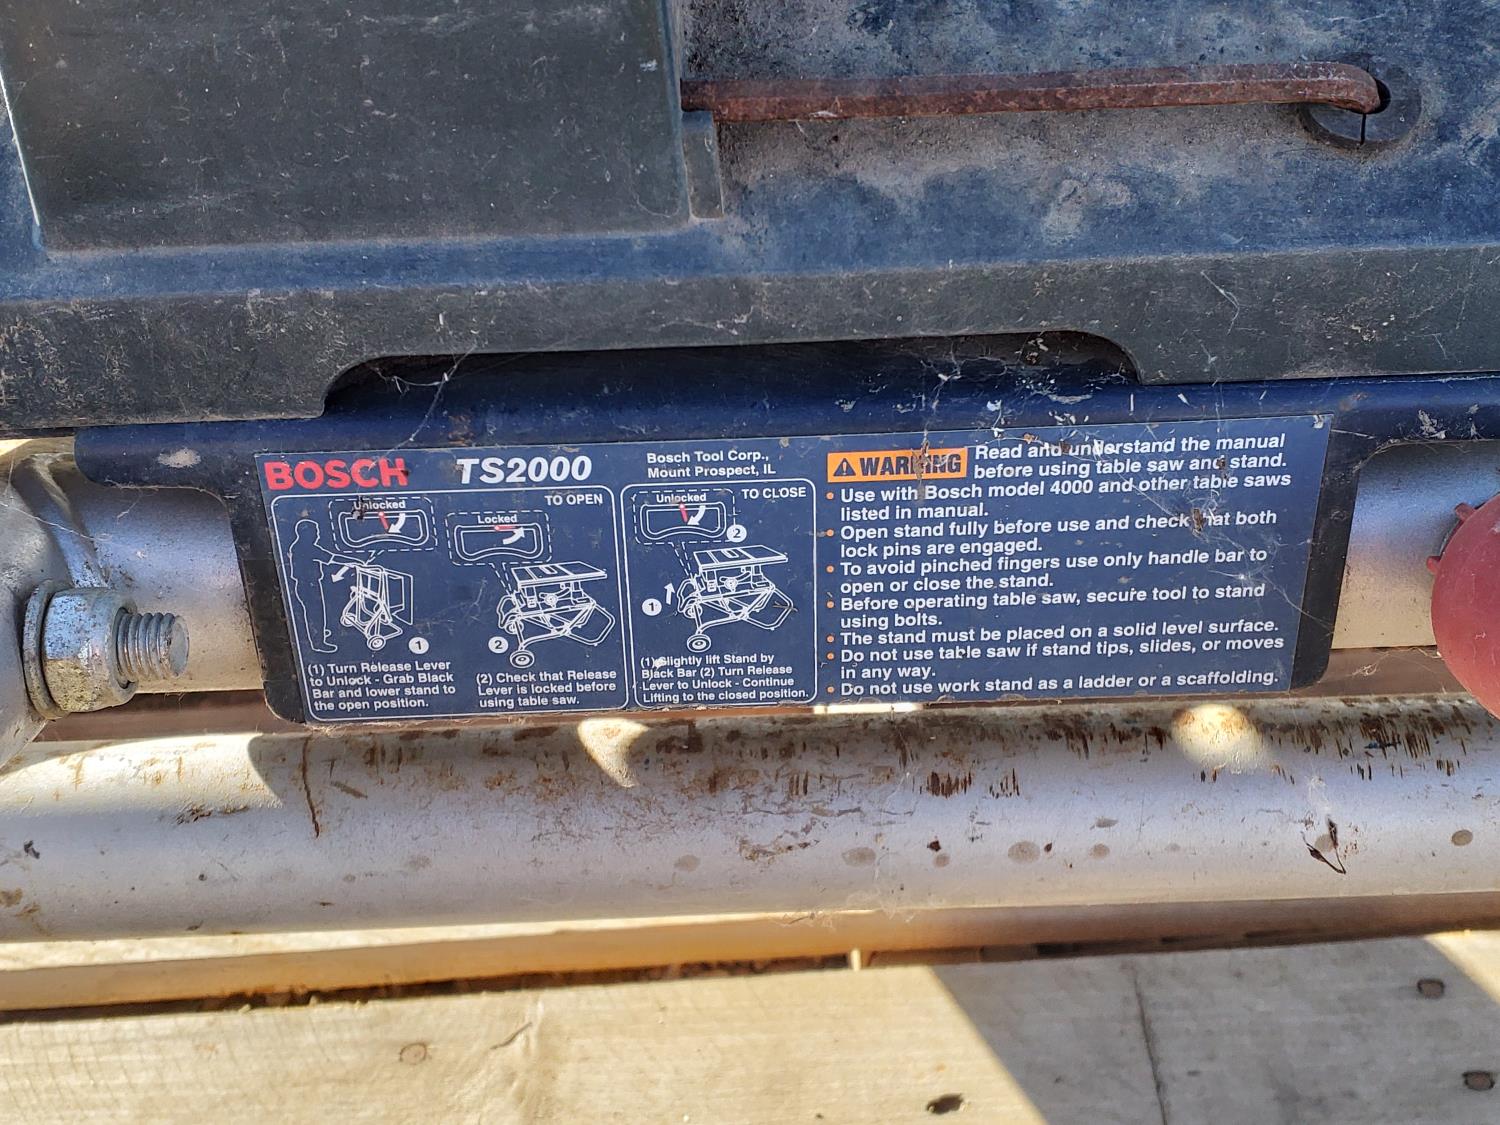 BOSCH TS2000
Bosch Tool Corp.,
Mount Prospect, IL
TO OPEN
Unlocked
Locked
1
2
(1) Turn Release Lever
to Unlock - Grab Black
Bar and lower stand to
the open position.
(2) Check that Release
Lever is locked before
using table saw.
TO CLOSE
Unlocked
2
1
(1) Slightly lift Stand by
Black Bar (2) Turn Release
Lever to Unlock - Continue
Lifting to the closed position.
WARNING
Read and understand the manual
before using table saw and stand.
• Use with Bosch model 4000 and other table saws
listed in manual.
• Open stand fully before use and check that both
lock pins are engaged.
• To avoid pinched fingers use only handle bar to
open or close the stand.
• Before operating table saw, secure tool to stand
using bolts.
• The stand must be placed on a solid level surface.
• Do not use table saw if stand tips, slides, or moves
in any way.
• Do not use work stand as a ladder or a scaffolding.